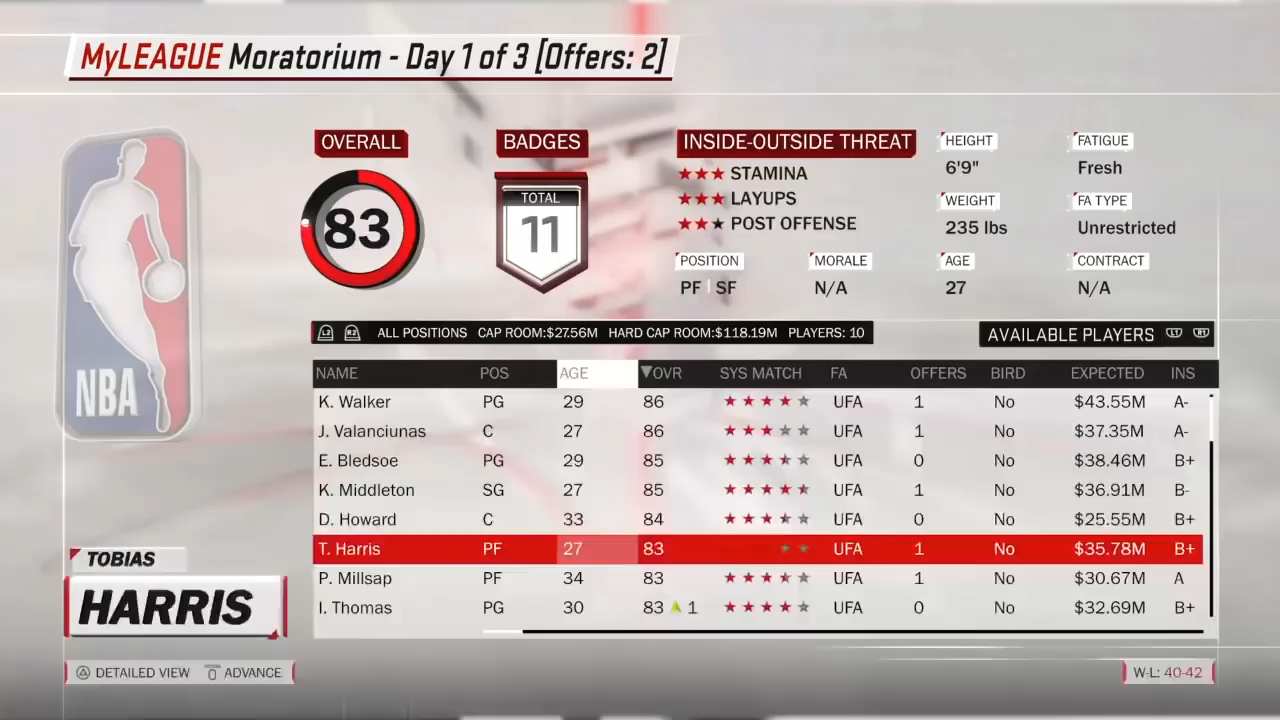 MyLEAGUE Moratorium - Day 1 of 3 [Offers: 2]
OVERALL
83
BADGES
TOTAL
11
INSIDE-OUTSIDE THREAT
★★★ STAMINA
★★★ LAYUPS
★★★ POST OFFENSE
POSITION MORALE
PF SF N/A
HEIGHT FATIGUE
6'9" Fresh
WEIGHT FA TYPE
235 lbs Unrestricted
AGE CONTRACT
27 N/A
L2 R2 ALL POSITIONS CAP ROOM:$27.56M HARD CAP ROOM:$118.19M PLAYERS: 10
AVAILABLE PLAYERS L1 R1
NAME POS AGE ▼OVR SYS MATCH FA OFFERS BIRD EXPECTED INS
K. Walker PG 29 86 ★★★★★ UFA 1 No $43.55M A-
J. Valanciunas C 27 86 ★★★★★ UFA 1 No $37.35M A-
E. Bledsoe PG 29 85 ★★★★★ UFA 0 No $38.46M B+
K. Middleton SG 27 85 ★★★★★ UFA 1 No $36.91M B-
D. Howard C 33 84 ★★★★★ UFA 0 No $25.55M B+
T. Harris PF 27 83 ★★ UFA 1 No $35.78M B+
P. Millsap PF 34 83 ★★★★★ UFA 1 No $30.67M A
I. Thomas PG 30 83 ▲ 1 ★★★★★ UFA 0 No $32.69M B+
NBA
TOBIAS
HARRIS
DETAILED VIEW ADVANCE
W-L: 40-42